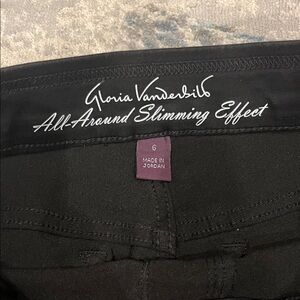 Gloria Vanderbilt
All-Around Slimming Effect
6
MADE IN
JORDAN